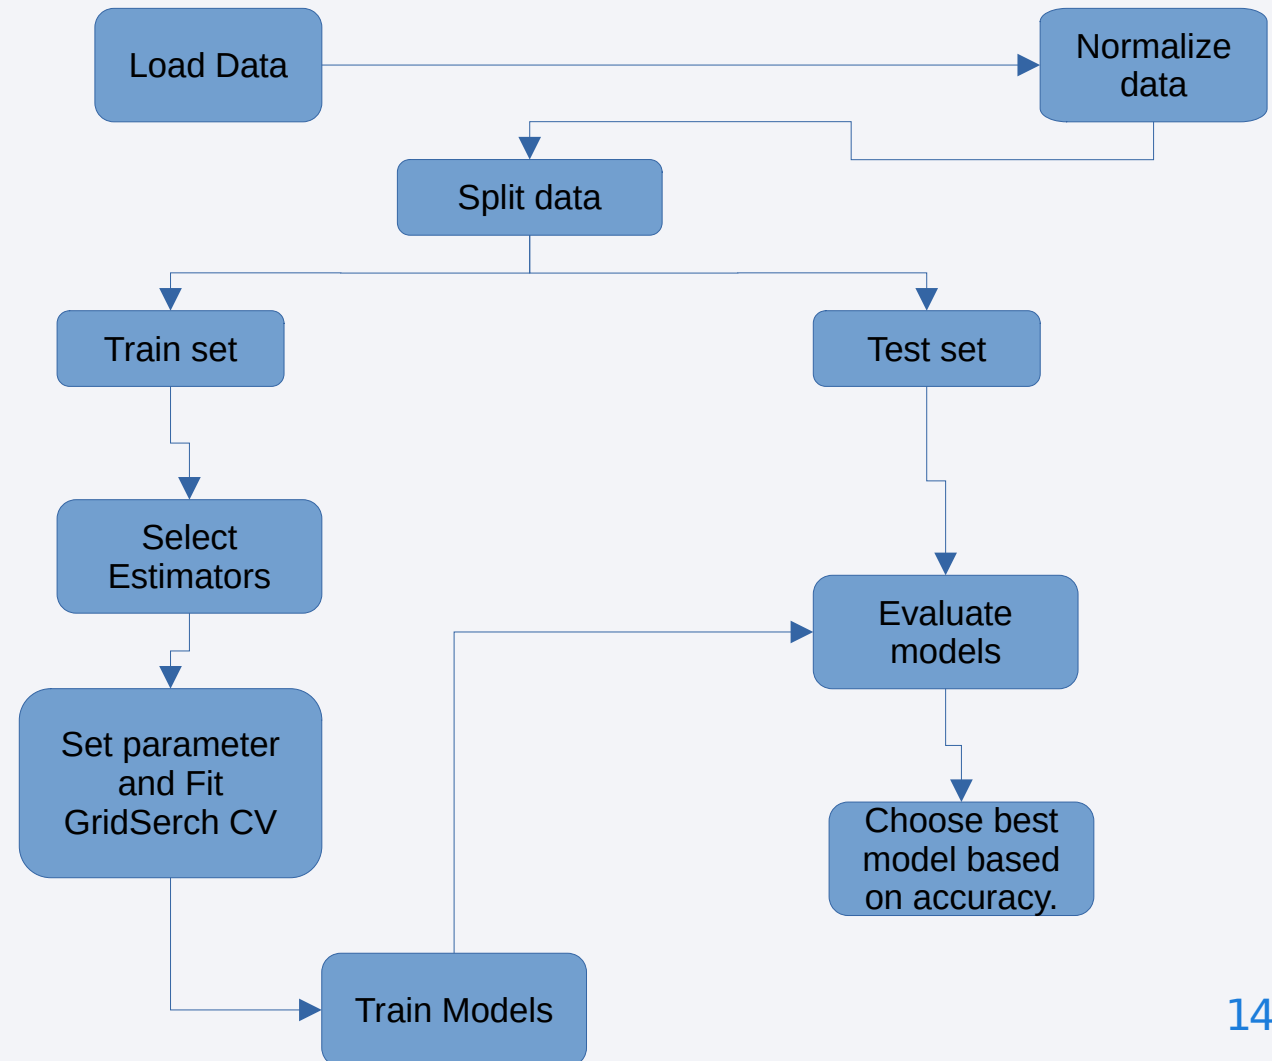 Load Data
Normalize
data
Split data
Train set
Test set
Select
Estimators
Evaluate
models
Set parameter
and Fit
GridSerch CV
Choose best
model based
on accuracy.
Train Models
14